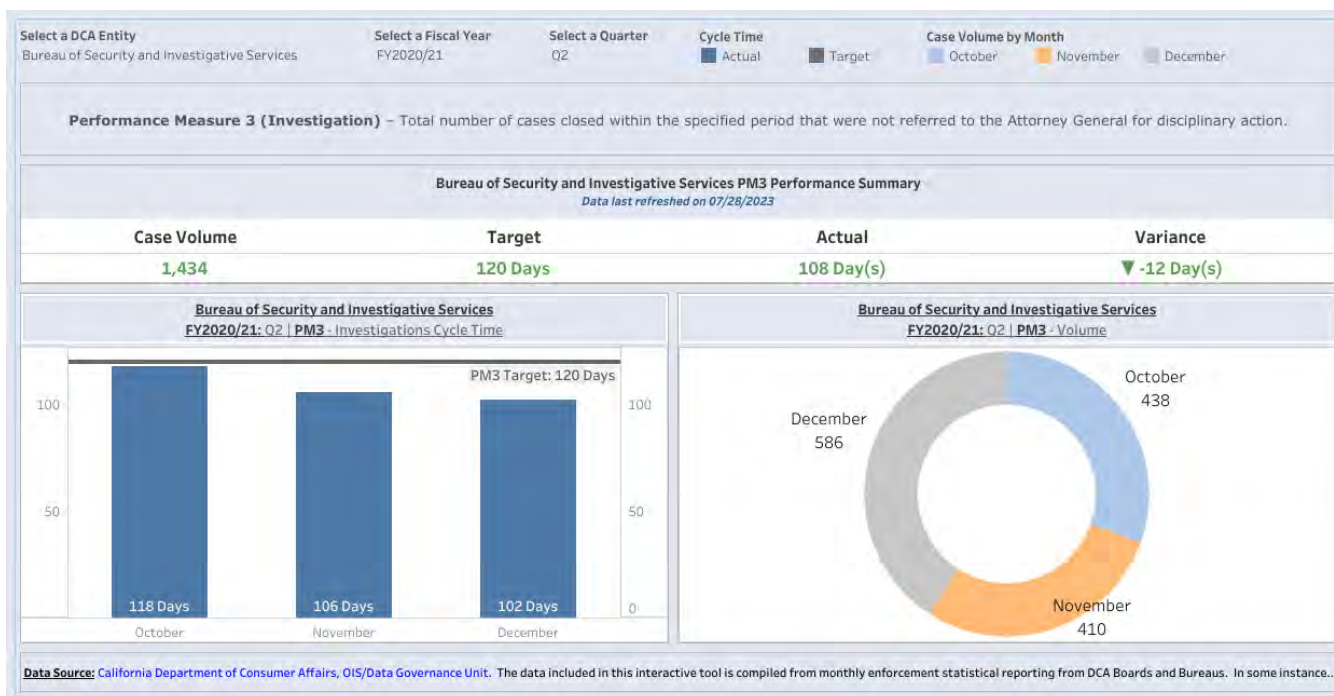 Select a DCA Entity
Bureau of Security and Investigative Services
Select a Fiscal Year
FY2020/21
Select a Quarter
Q2
Cycle Time
Actual
Target
Case Volume by Month
October
November
December
Performance Measure 3 (Investigation) – Total number of cases closed within the specified period that were not referred to the Attorney General for disciplinary action.
Bureau of Security and Investigative Services PM3 Performance Summary
Data last refreshed on 07/28/2023
Case Volume Target Actual Variance
1,434 120 Days 108 Day(s) ▼ -12 Day(s)
Bureau of Security and Investigative Services
FY2020/21: Q2 | PM3 - Investigations Cycle Time
PM3 Target: 120 Days
100
50
100
50
0
118 Days
106 Days
102 Days
October
November
December
Bureau of Security and Investigative Services
FY2020/21: Q2 | PM3 - Volume
October
438
December
586
November
410
Data Source: California Department of Consumer Affairs, OIS/Data Governance Unit. The data included in this interactive tool is compiled from monthly enforcement statistical reporting from DCA Boards and Bureaus. In some instance..